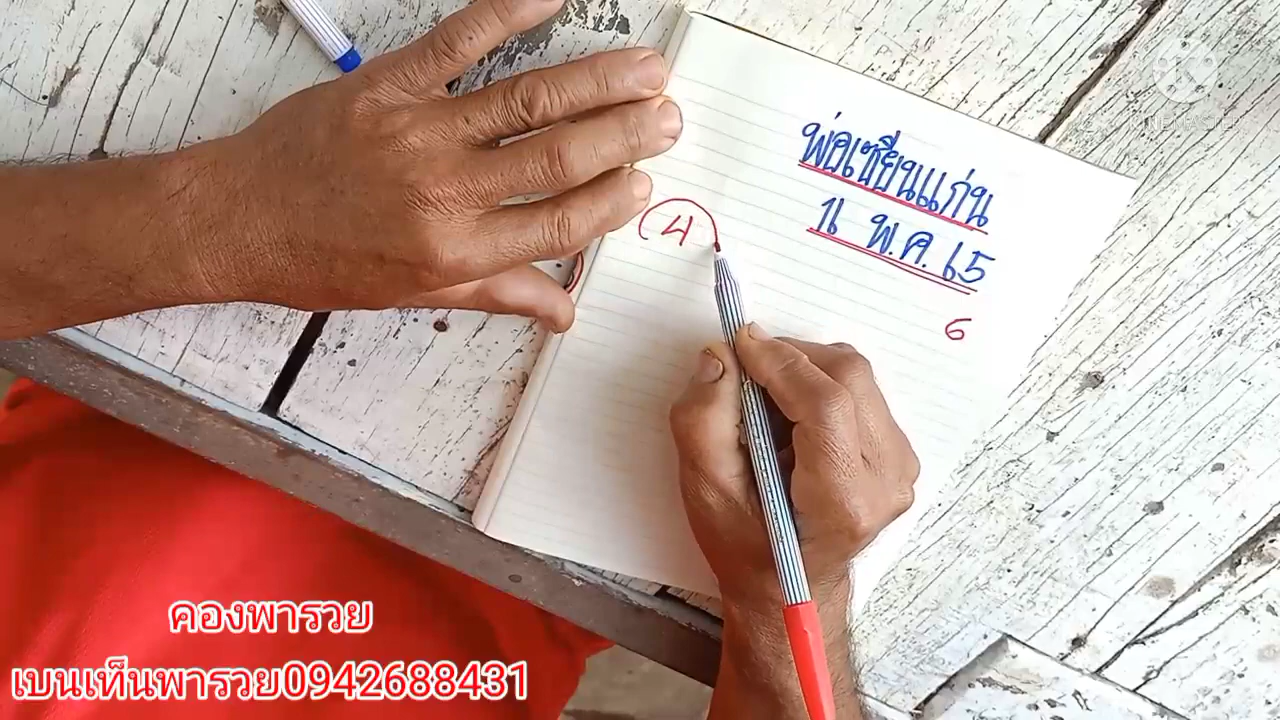 พ่อเซียนแก่น
1 เม พ.ค. 65
4
6
คองพารวย
เบนเท็นพารวย0942688431